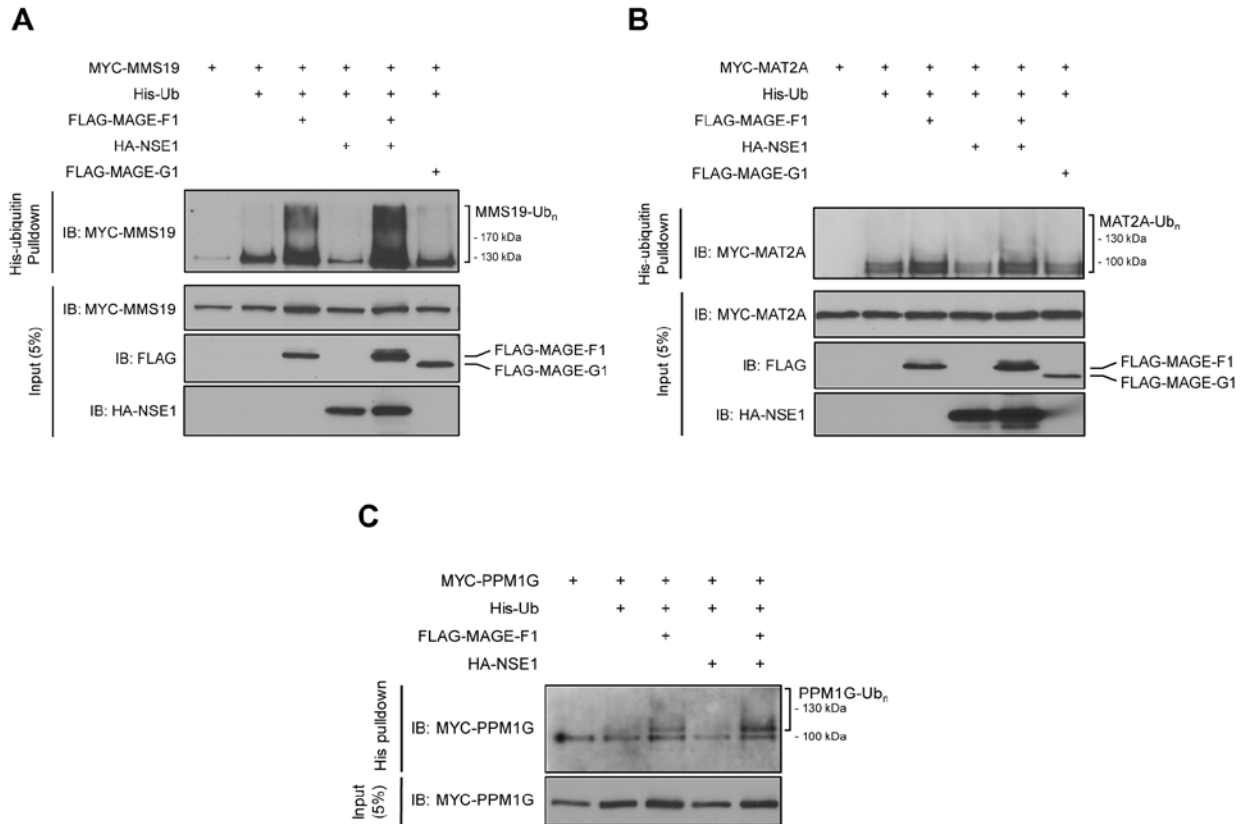 A
MYC-MMS19 + + + + + +
His-Ub + + + + +
FLAG-MAGE-F1 + +
HA-NSE1 + +
FLAG-MAGE-G1 +
His-ubiquitin
Pulldown
IB: MYC-MMS19
MMS19-Ubn
- 170 kDa
- 130 kDa
Input (5%)
IB: MYC-MMS19
IB: FLAG
FLAG-MAGE-F1
FLAG-MAGE-G1
IB: HA-NSE1
B
MYC-MAT2A + + + + + +
His-Ub + + + + +
FLAG-MAGE-F1 + +
HA-NSE1 + +
FLAG-MAGE-G1 +
His-ubiquitin
Pulldown
IB: MYC-MAT2A
MAT2A-Ubn
- 130 kDa
- 100 kDa
Input (5%)
IB: MYC-MAT2A
IB: FLAG
FLAG-MAGE-F1
FLAG-MAGE-G1
IB: HA-NSE1
C
MYC-PPM1G + + + + +
His-Ub + + + +
FLAG-MAGE-F1 + +
HA-NSE1 + +
His pulldown
IB: MYC-PPM1G
PPM1G-Ubn
- 130 kDa
- 100 kDa
Input
(5%)
IB: MYC-PPM1G